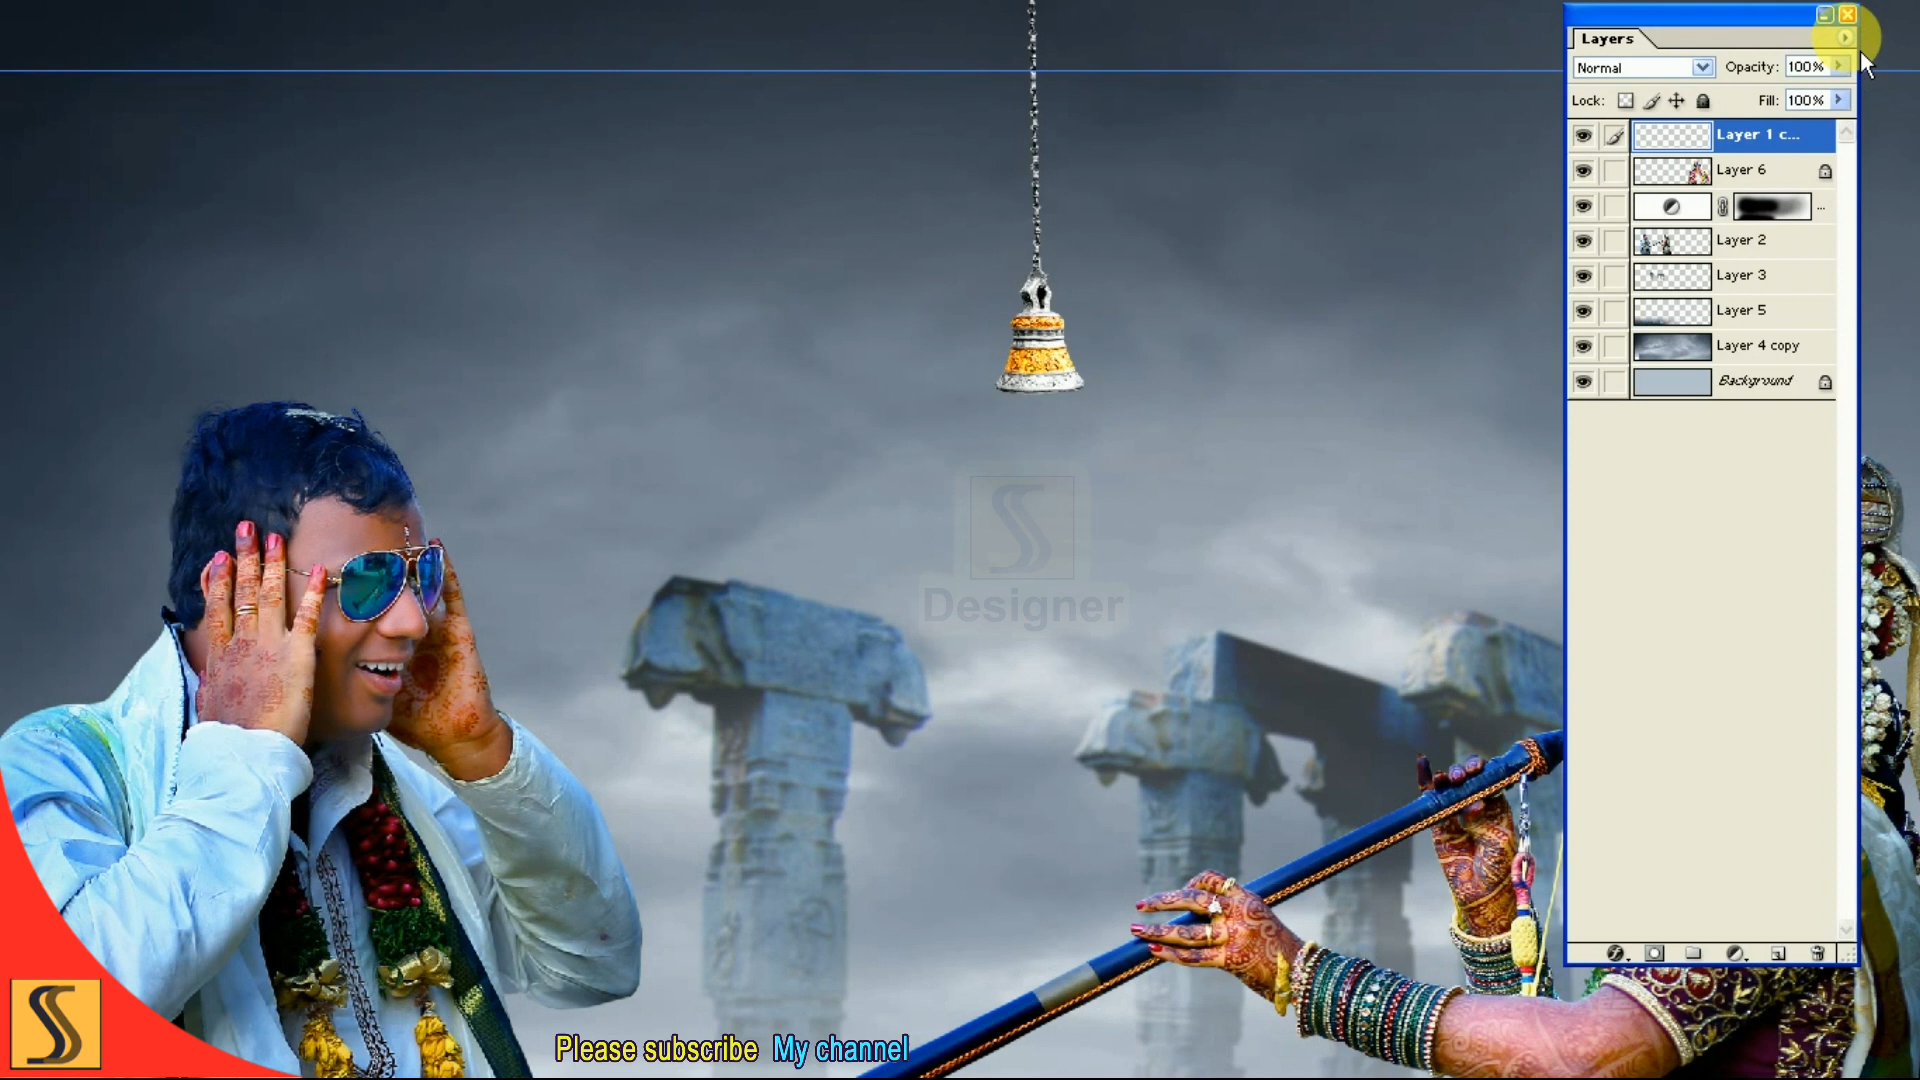 Layers
Normal Opacity: 100%
Lock: Fill: 100%
Layer 1 c...
Layer 6
...
Layer 2
Layer 3
Layer 5
Layer 4 copy
Background
S
Designer
Please subscribe My channel
S